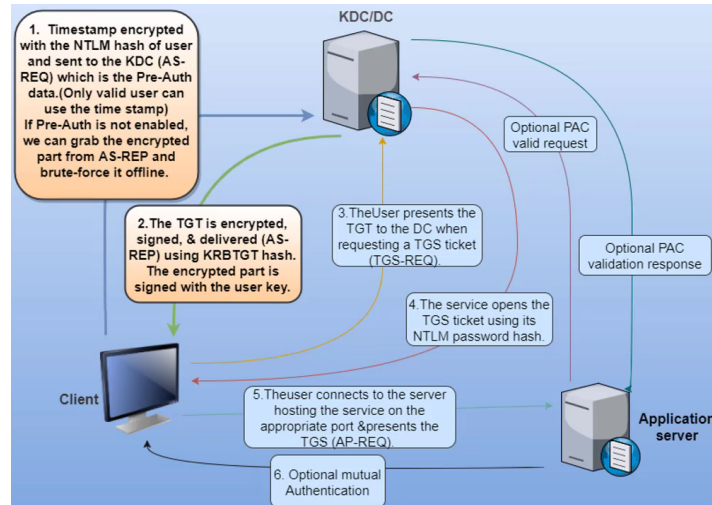 KDC/DC
1. Timestamp encrypted
with the NTLM hash of user
and sent to the KDC (AS-
REQ) which is the Pre-Auth
data.(Only valid user can
use the time stamp)
If Pre-Auth is not enabled,
we can grab the encrypted
part from AS-REP and
brute-force it offline.
Optional PAC
valid request
2.The TGT is encrypted,
signed, & delivered (AS-
REP) using KRBTGT hash.
The encrypted part is
signed with the user key.
3.TheUser presents the
TGT to the DC when
requesting a TGS ticket
(TGS-REQ).
Optional PAC
validation response
4.The service opens the
TGS ticket using its
NTLM password hash.
Client
5.Theuser connects to the server
hosting the service on the
appropriate port &presents the
TGS (AP-REQ).
Application
server
6. Optional mutual
Authentication